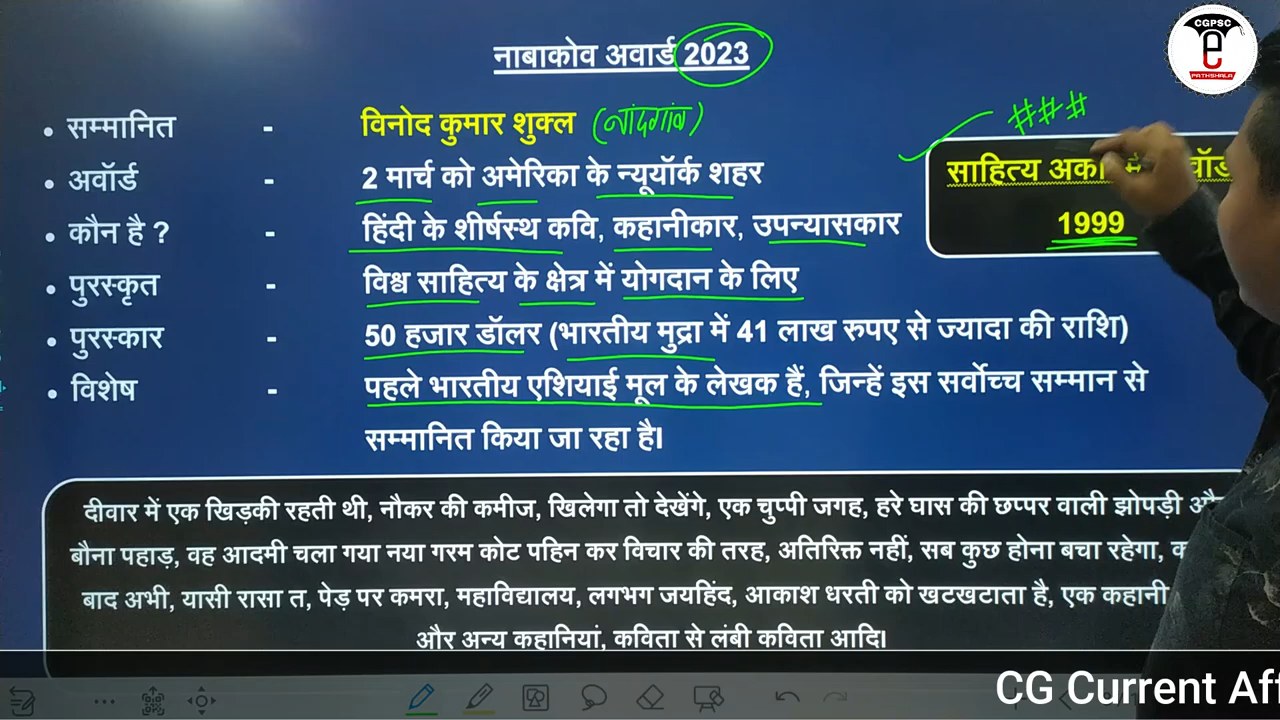 CGPSC
e
PATHSHALA
नाबाकोव अवार्ड 2023
###
• सम्मानित - विनोद कुमार शुक्ल (नांदगांव)
• अवॉर्ड - 2 मार्च को अमेरिका के न्यूयॉर्क शहर
• कौन है ? - हिंदी के शीर्षस्थ कवि, कहानीकार, उपन्यासकार
• पुरस्कृत - विश्व साहित्य के क्षेत्र में योगदान के लिए
• पुरस्कार - 50 हजार डॉलर (भारतीय मुद्रा में 41 लाख रुपए से ज्यादा की राशि)
• विशेष - पहले भारतीय एशियाई मूल के लेखक हैं, जिन्हें इस सर्वोच्च सम्मान से
सम्मानित किया जा रहा है।
साहित्य
1999
दीवार में एक खिड़की रहती थी, नौकर की कमीज, खिलेगा तो देखेंगे, एक चुप्पी जगह, हरे घास की छप्पर वाली झोपड़ी
बौना पहाड़, वह आदमी चला गया नया गरम कोट पहिन कर विचार की तरह, अतिरिक्त नहीं, सब कुछ होना बचा रहेगा,
बाद अभी, यासी रासा त, पेड़ पर कमरा, महाविद्यालय, लगभग जयहिंद, आकाश धरती को खटखटाता है, एक कहानी
और अन्य कहानियां, कविता से लंबी कविता आदि।
CG Current